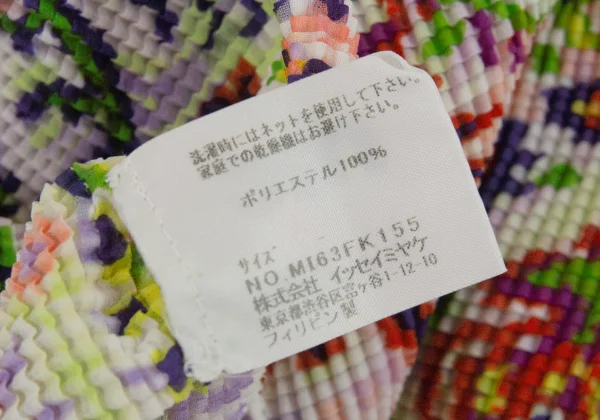 洗濯時にはネットを使用して下さい。
家庭での乾燥機はお避け下さい。
ポリエステル100%
サイズ -
NO.MI63FK155
株式会社 イッセイミヤケ
東京都渋谷区富ヶ谷1-12-10
フィリピン製